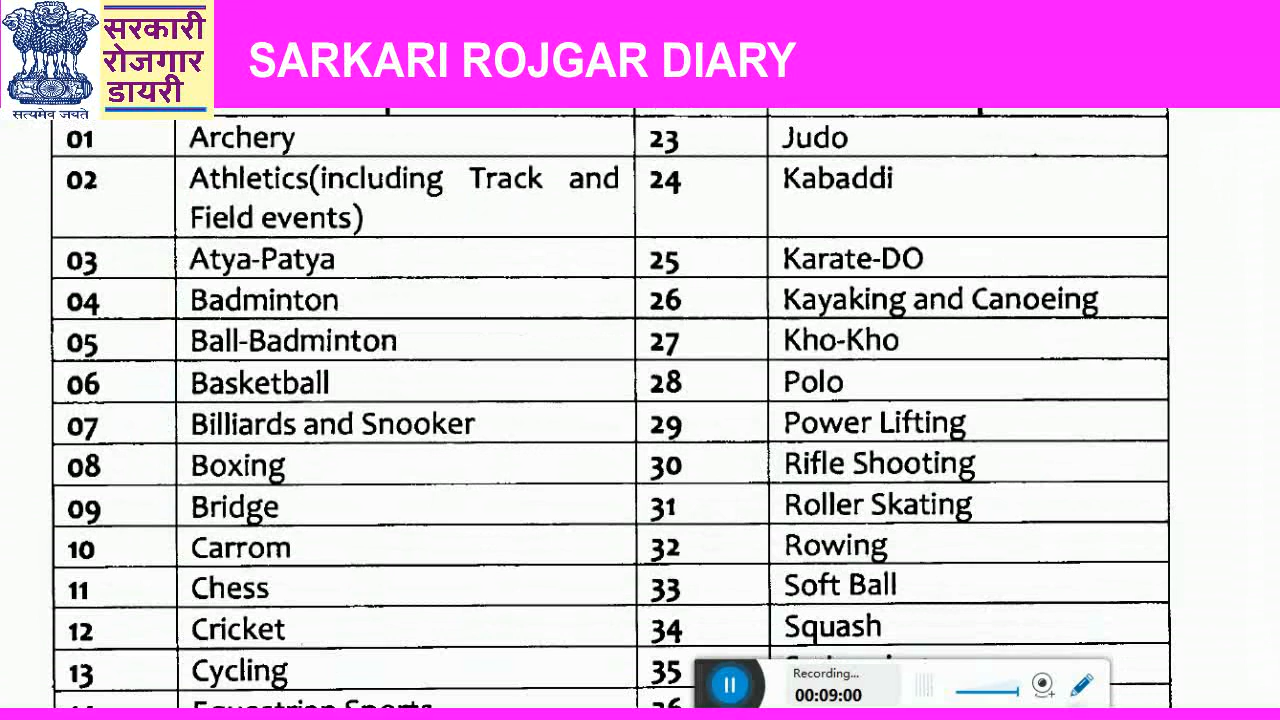 सरकारी
रोजगार
डायरी
सत्यमेव जयते
SARKARI ROJGAR DIARY
01 Archery 23 Judo
02 Athletics(including Track and 24 Kabaddi
Field events)
03 Atya-Patya 25 Karate-DO
04 Badminton 26 Kayaking and Canoeing
05 Ball-Badminton 27 Kho-Kho
06 Basketball 28 Polo
07 Billiards and Snooker 29 Power Lifting
08 Boxing 30 Rifle Shooting
09 Bridge 31 Roller Skating
10 Carrom 32 Rowing
11 Chess 33 Soft Ball
12 Cricket 34 Squash
13 Cycling 35
Equestrian Sports
Recording...
00:09:00